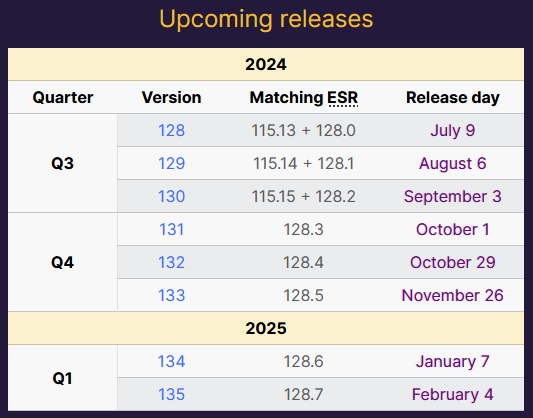 Upcoming releases
2024
Quarter Version Matching ESR Release day
Q3
128 115.13 + 128.0 July 9
129 115.14 + 128.1 August 6
130 115.15 + 128.2 September 3
Q4
131 128.3 October 1
132 128.4 October 29
133 128.5 November 26
2025
Q1
134 128.6 January 7
135 128.7 February 4